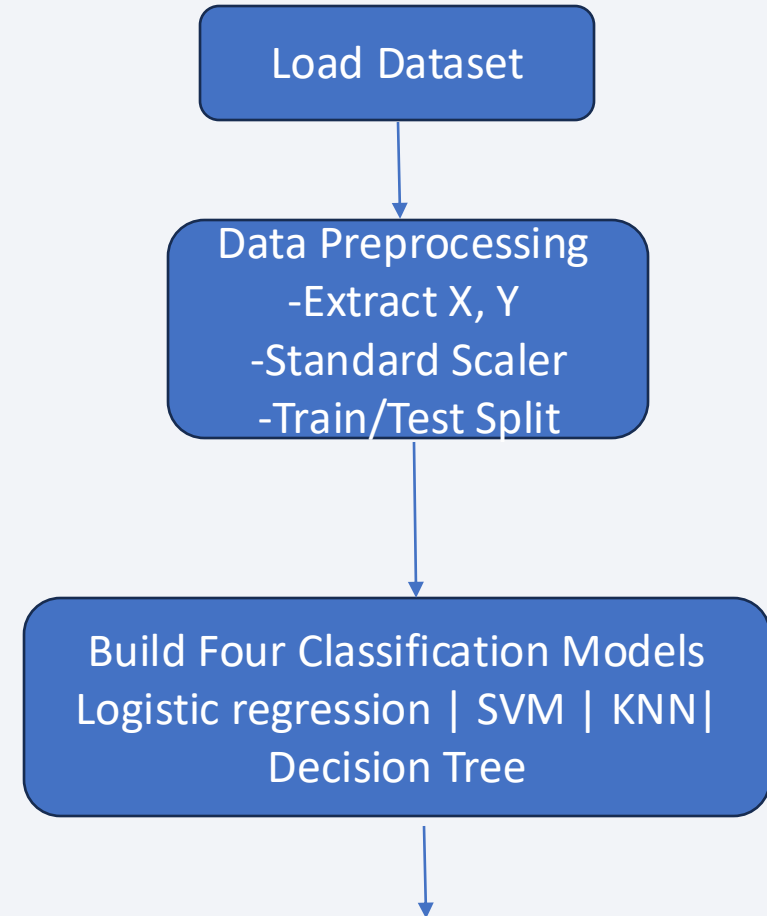 Load Dataset
Data Preprocessing
-Extract X, Y
-Standard Scaler
-Train/Test Split
Build Four Classification Models
Logistic regression | SVM | KNN|
Decision Tree